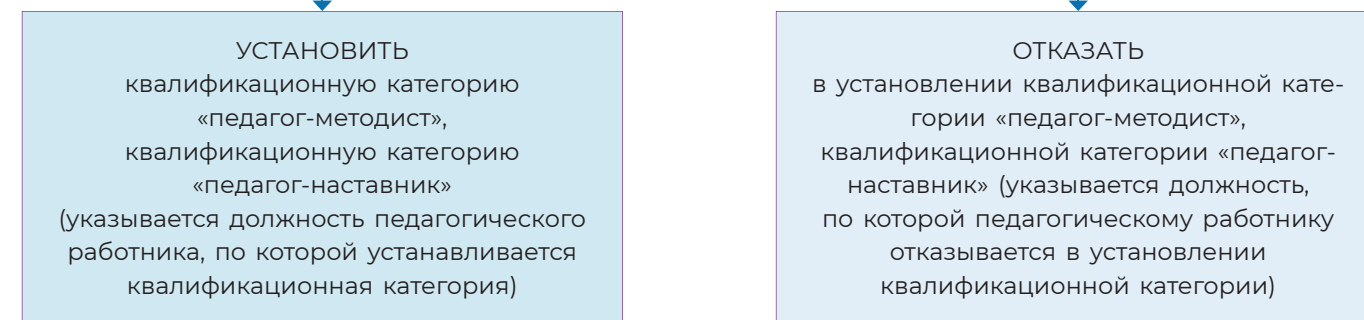 УСТАНОВИТЬ
квалификационную категорию
«педагог-методист»,
квалификационную категорию
«педагог-наставник»
(указывается должность педагогического
работника, по которой устанавливается
квалификационная категория)
ОТКАЗАТЬ
в установлении квалификационной кате-
гории «педагог-методист»,
квалификационной категории «педагог-
наставник» (указывается должность,
по которой педагогическому работнику
отказывается в установлении
квалификационной категории)